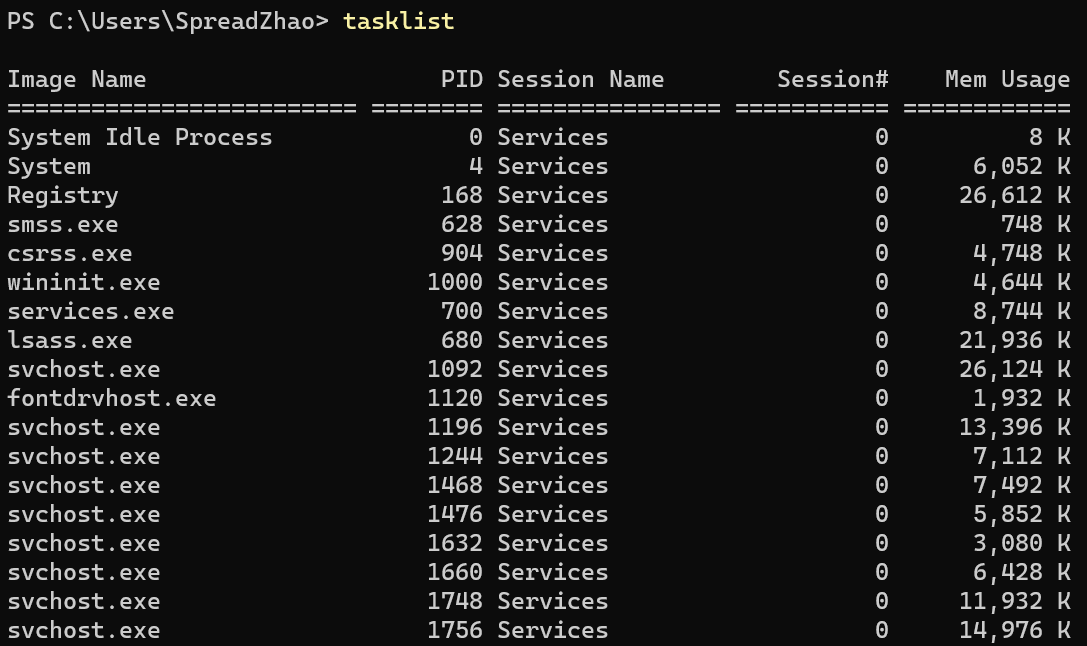 PS C:\Users\SpreadZhao> tasklist

Image Name                     PID Session Name        Session#    Mem Usage
========================= ======== ================ =========== ============
System Idle Process              0 Services                   0          8 K
System                           4 Services                   0      6,052 K
Registry                       168 Services                   0     26,612 K
smss.exe                       628 Services                   0        748 K
csrss.exe                      904 Services                   0      4,748 K
wininit.exe                   1000 Services                   0      4,644 K
services.exe                   700 Services                   0      8,744 K
lsass.exe                      680 Services                   0     21,936 K
svchost.exe                   1092 Services                   0     26,124 K
fontdrvhost.exe               1120 Services                   0      1,932 K
svchost.exe                   1196 Services                   0     13,396 K
svchost.exe                   1244 Services                   0      7,112 K
svchost.exe                   1468 Services                   0      7,492 K
svchost.exe                   1476 Services                   0      5,852 K
svchost.exe                   1632 Services                   0      3,080 K
svchost.exe                   1660 Services                   0      6,428 K
svchost.exe                   1748 Services                   0     11,932 K
svchost.exe                   1756 Services                   0     14,976 K